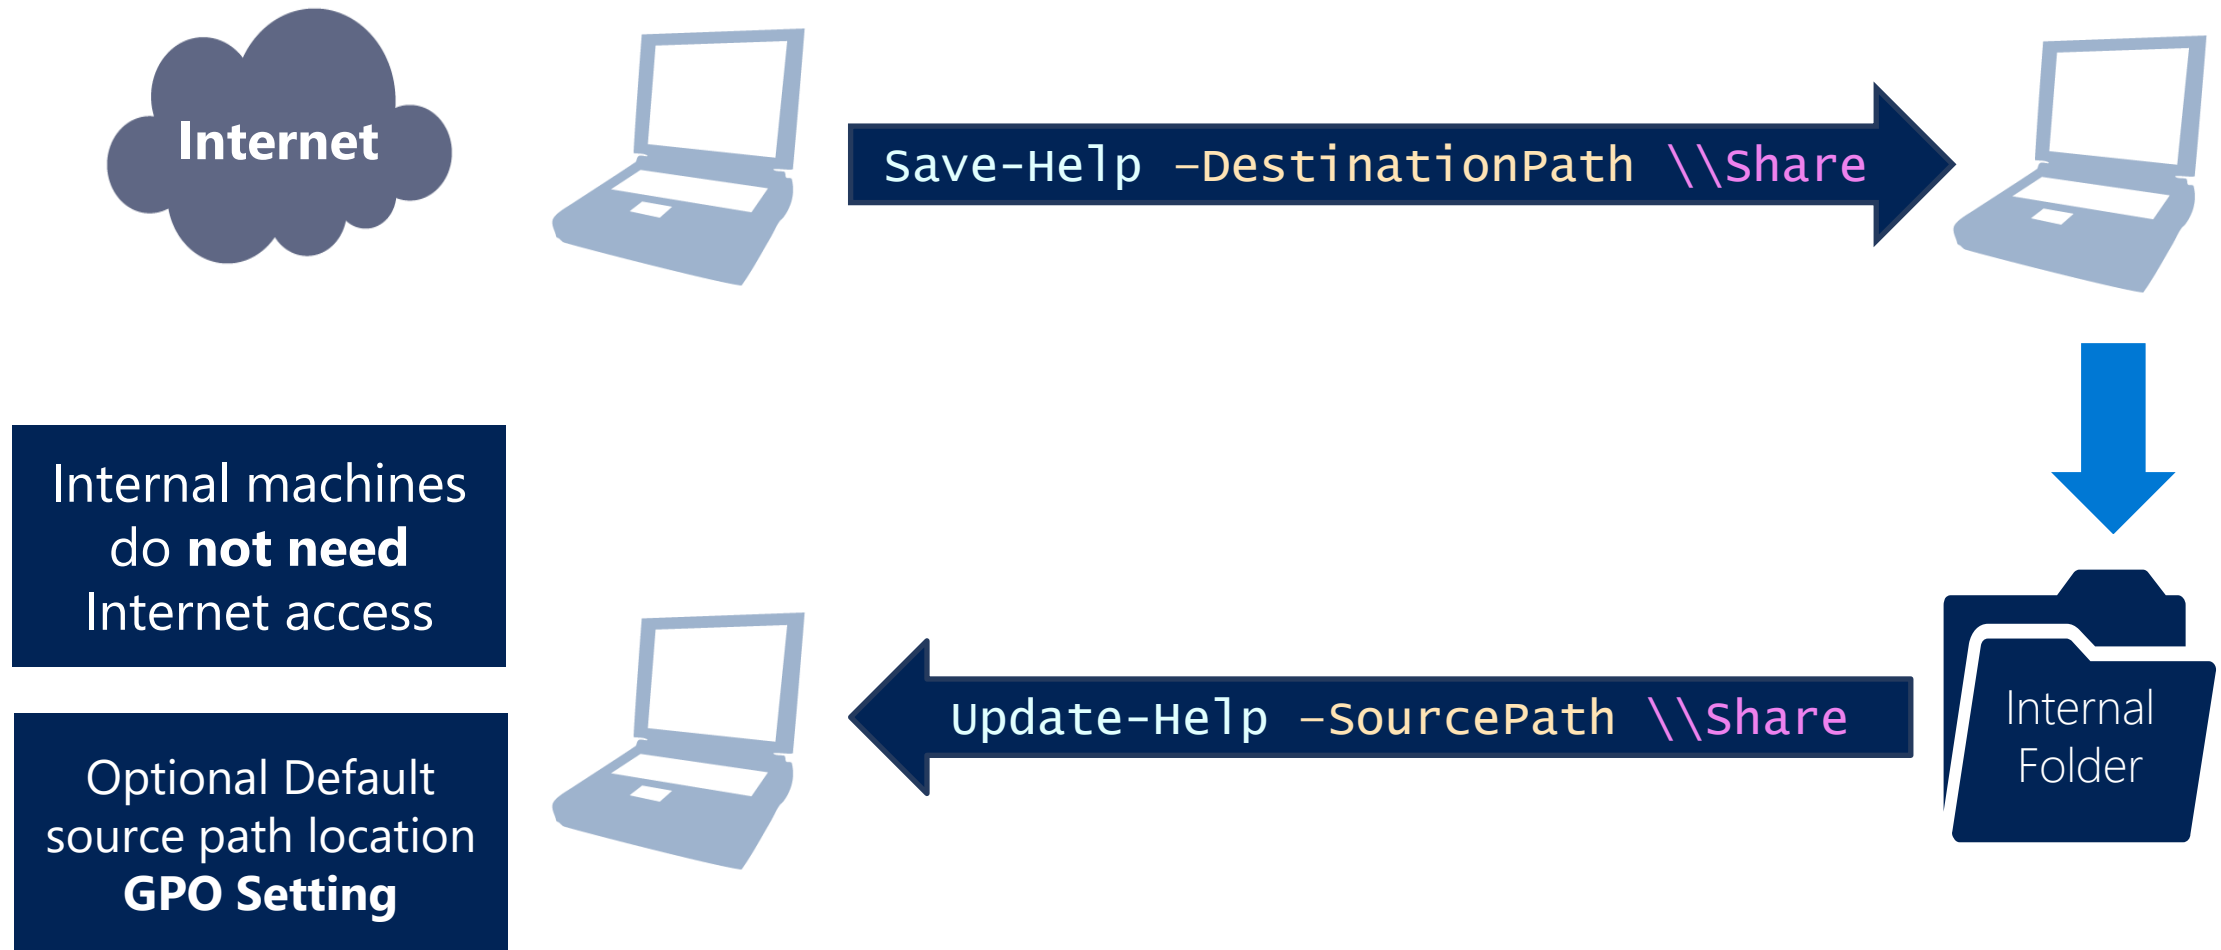 Internet
Save-Help –DestinationPath \\Share
Internal machines
do not need
Internet access
Update-Help –SourcePath \\Share
Internal
Folder
Optional Default
source path location
GPO Setting